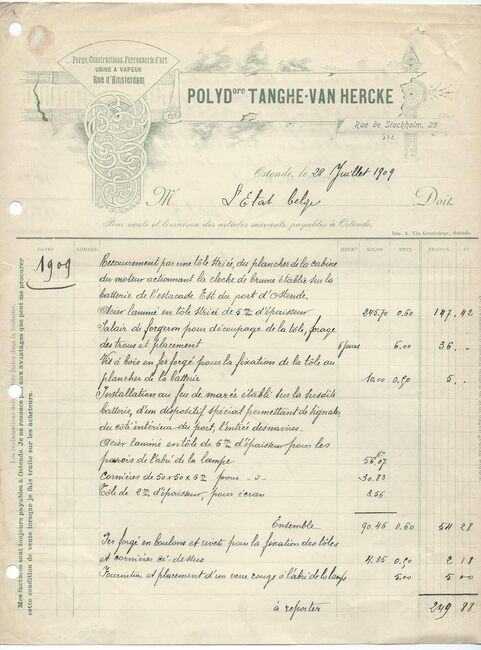 Forge, Constructions, Ferronnerie d'art
USINE A VAPEUR
Rue d'Amsterdam
POLYDore TANGHE-VAN HERCKE
Rue de Stockholm, 25
Ostende, le 28 Juillet 1909
M L'Etat belge Doit
Pour vente et livraison des articles suivants, payables à Ostende.
Imp. A. Van Graefschepe, Ostende.
DATES NOMBRE HEURES KILOS PRIX FRANCS Cs
1909
Recouvrement par une tôle striée, du plancher de la cabine
du moteur actionnant la cloche de brume établie sur la
batterie de l'estacade Est du port d'Ostende.
Acier laminé en tôle striée de 5m/m d'épaisseur 245.70 0.60 147 42
Salair de forgeron pour découpage de la tôle, forage
des trous et placement 6 jours 6.00 36 "
Vis à bois en fer forgé pour la fixation de la tôle au
plancher de la batterie 10.00 0.50 5 ..
Installation au feu de marée établi sur la susdite
batterie, d'un dispositif spécial permettant de signaler,
du côté intérieur du port, l'entrée des navires.
Acier laminé en tôle de 5m/m d'épaisseur pour les
parois de l'abri de la lampe 56.07
Cornières de 50x50x6 pour -"- 30.83
Tôle de 2m/m d'épaisseur, pour écran 3.56
Ensemble 90.46 0.60 54 28
Fer forgé en boulons et rivets pour la fixation des tôles
et cornières ci-dessus 4.35 0.50 2 18
Fourniture et placement d'un verre rouge à l'abri de la lampe 5.00 5 00
à reporter 249 88
Mes factures sont toujours payables à Ostende. Je ne renonce pas aux avantages que peut me procurer
cette condition de vente lorsque je fais traite sur les acheteurs.